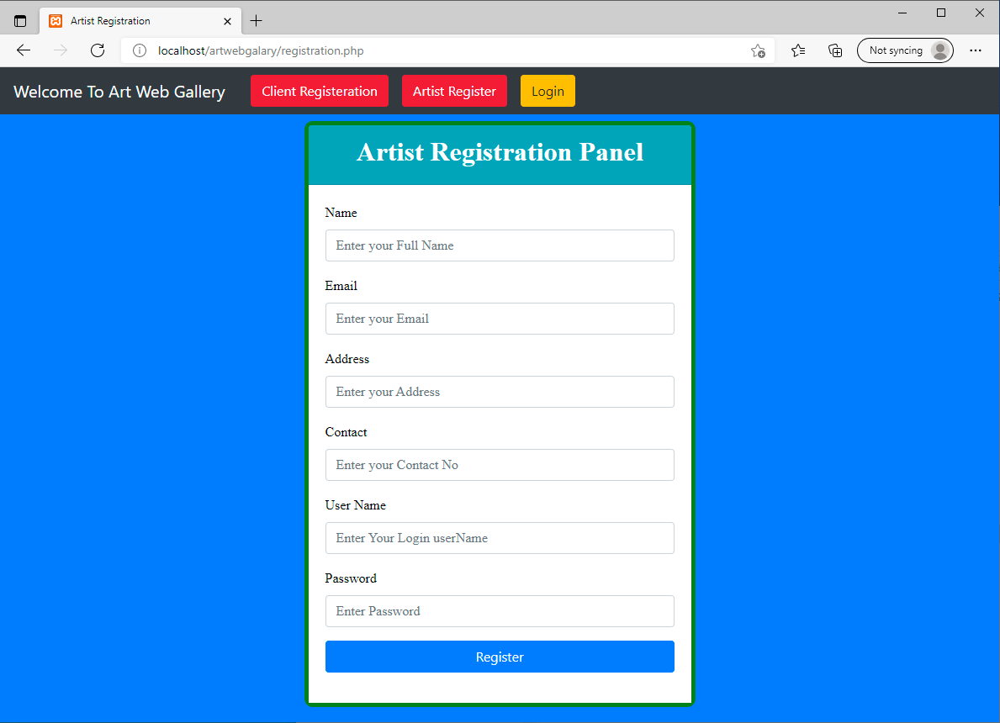 Artist Registration
localhost/artwebgalary/registration.php
Not syncing
Welcome To Art Web Gallery
Client Registeration
Artist Register
Login
Artist Registration Panel
Name
Enter your Full Name
Email
Enter your Email
Address
Enter your Address
Contact
Enter your Contact No
User Name
Enter Your Login userName
Password
Enter Password
Register